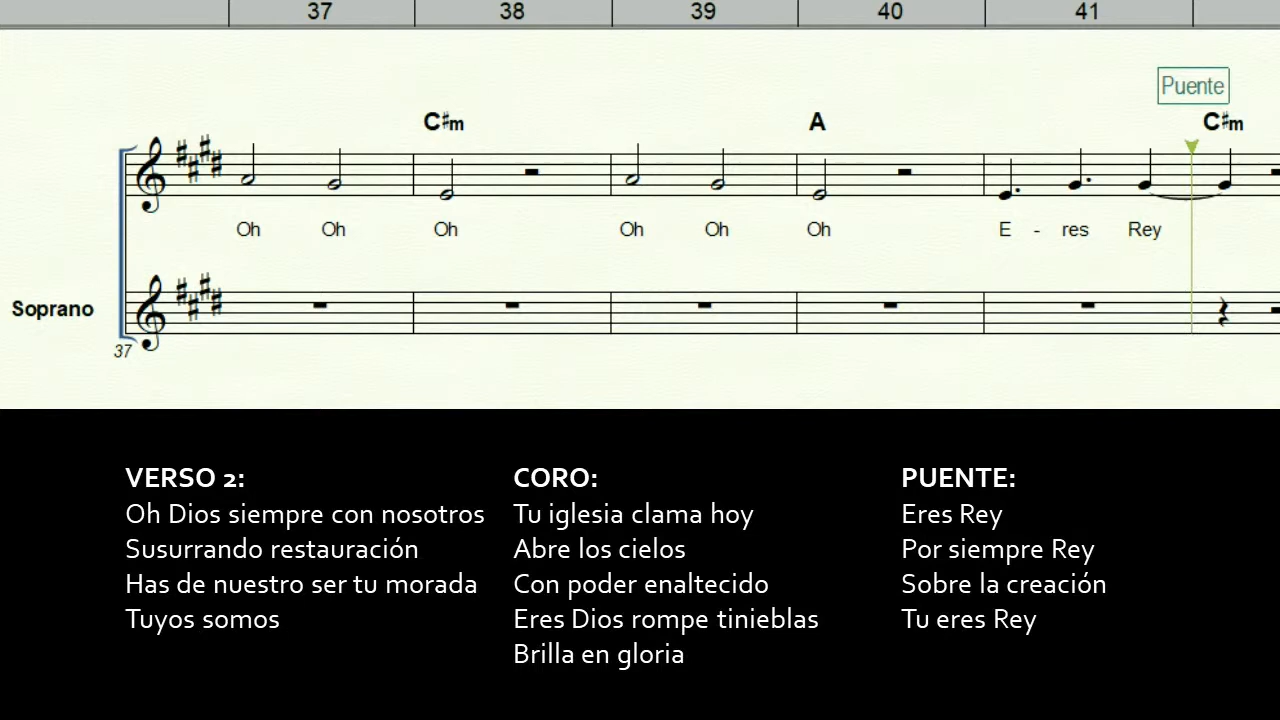 37 38 39 40 41
Puente
C#m A C#m
Oh Oh Oh Oh Oh Oh E - res Rey
Soprano
37
VERSO 2:
Oh Dios siempre con nosotros
Susurrando restauración
Has de nuestro ser tu morada
Tuyos somos
CORO:
Tu iglesia clama hoy
Abre los cielos
Con poder enaltecido
Eres Dios rompe tinieblas
Brilla en gloria
PUENTE:
Eres Rey
Por siempre Rey
Sobre la creación
Tu eres Rey